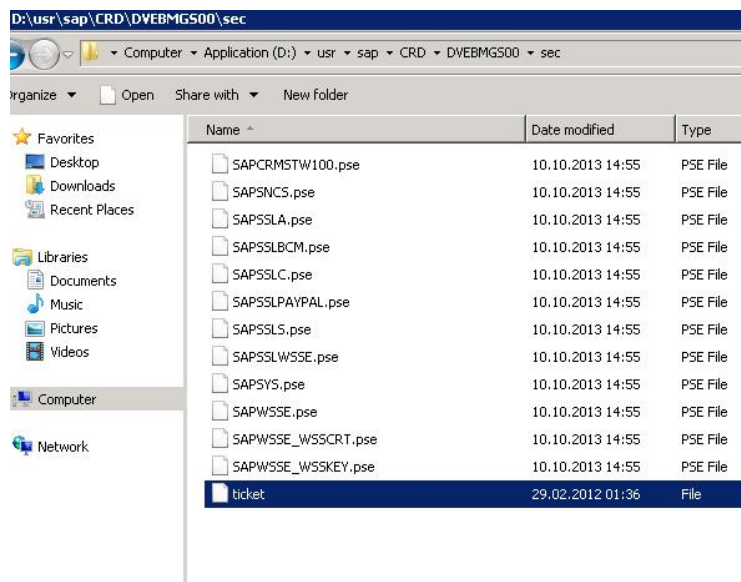 D:\usr\sap\CRD\DVEBMGS00\sec
Computer Application (D:) usr sap CRD DVEBMGS00 sec
Open Share with New folder
Name Date modified Type
Favorites
Desktop
Downloads
Recent Places
Libraries
Documents
Music
Pictures
Videos
Computer
Network
SAPCRMSTW100.pse 10.10.2013 14:55 PSE File
SAPSNCS.pse 10.10.2013 14:55 PSE File
SAPSSLA.pse 10.10.2013 14:55 PSE File
SAPSSLBCM.pse 10.10.2013 14:55 PSE File
SAPSSLC.pse 10.10.2013 14:55 PSE File
SAPSSLPAYPAL.pse 10.10.2013 14:55 PSE File
SAPSSLS.pse 10.10.2013 14:55 PSE File
SAPSSLWSSE.pse 10.10.2013 14:55 PSE File
SAPSYS.pse 10.10.2013 14:55 PSE File
SAPWSSE.pse 10.10.2013 14:55 PSE File
SAPWSSE_WSSCRT.pse 10.10.2013 14:55 PSE File
SAPWSSE_WSSKEY.pse 10.10.2013 14:55 PSE File
ticket 29.02.2012 01:36 File